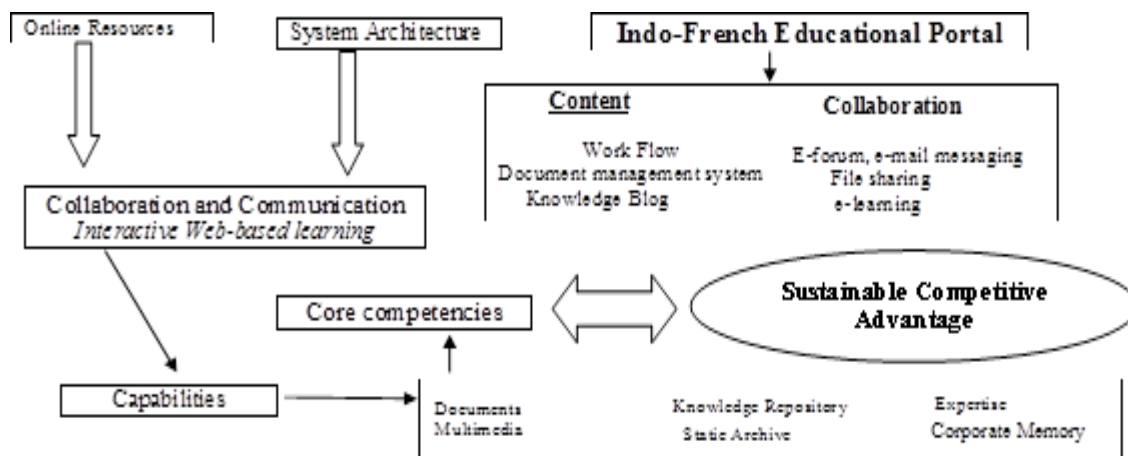 Online Resources
System Architecture
Indo-French Educational Portal
Content
Work Flow
Document management system
Knowledge Blog
Collaboration
E-forum, e-mail messaging
File sharing
e-learning
Collaboration and Communication
Interactive Web-based learning
Core competencies
Sustainable Competitive
Advantage
Capabilities
Documents
Multimedia
Knowledge Repository
Static Archive
Expertise
Corporate Memory